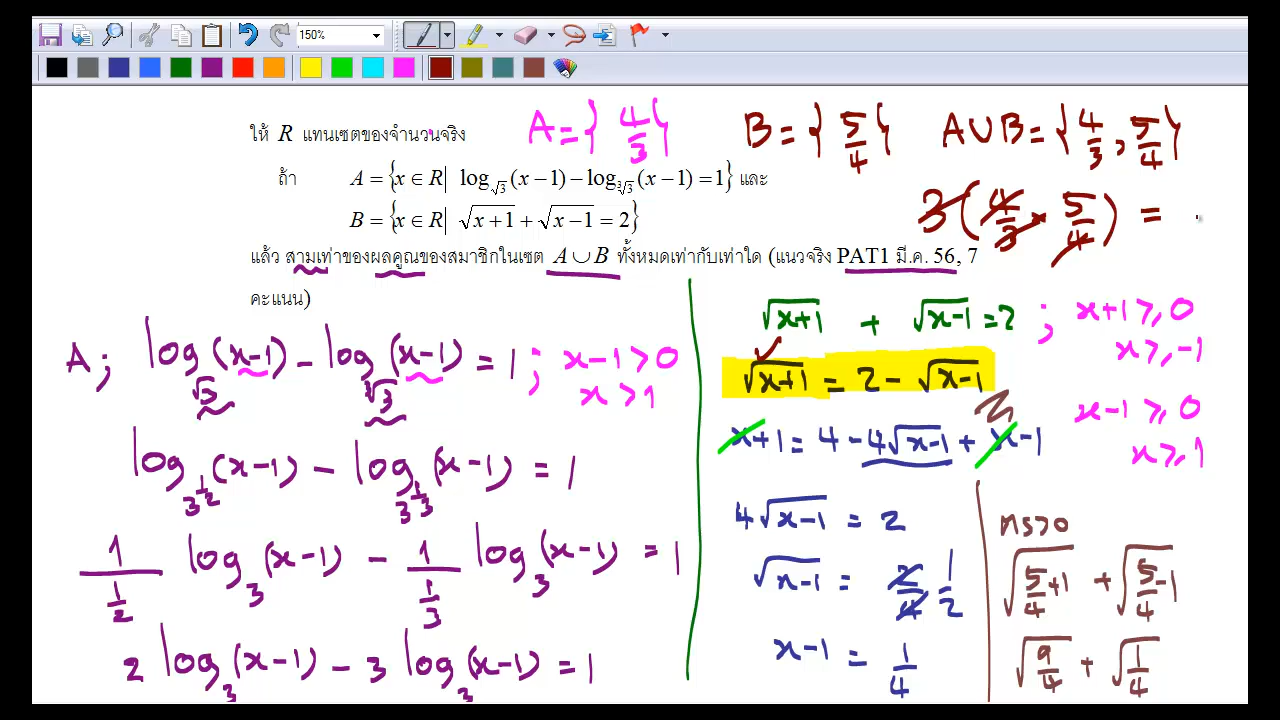 150%
ให้ R แทนเซตของจำนวนจริง
A = { 4/3 }
B = { 5/4 }
A∪B = { 4/3 , 5/4 }
ถ้า A = {x ∈ R | log_√3 (x − 1) − log_∛3 (x − 1) = 1} และ
B = {x ∈ R | √(x+1) + √(x−1) = 2}
3( 4/3 × 5/4 ) =
แล้ว สามเท่าของผลคูณของสมาชิกในเซต A ∪ B ทั้งหมดเท่ากับเท่าใด (แนวจริง PAT1 มี.ค. 56, 7
คะแนน)
A; log_√3 (x−1) − log_∛3 (x−1) = 1 ; x−1 > 0
x > 1
log_3^(1/2) (x−1) − log_3^(1/3) (x−1) = 1
1/(1/2) log_3 (x−1) − 1/(1/3) log_3 (x−1) = 1
2 log_3 (x−1) − 3 log_3 (x−1) = 1
√(x+1) + √(x−1) = 2 ; x+1 ≥ 0
x ≥ −1
√(x+1) = 2 − √(x−1)
x−1 ≥ 0
x ≥ 1
x+1 = 4 − 4√(x−1) + x−1
4√(x−1) = 2
√(x−1) = 2/4 1/2
x−1 = 1/4
√(5/4 +1) + √(5/4 −1)
√(9/4) + √(1/4)